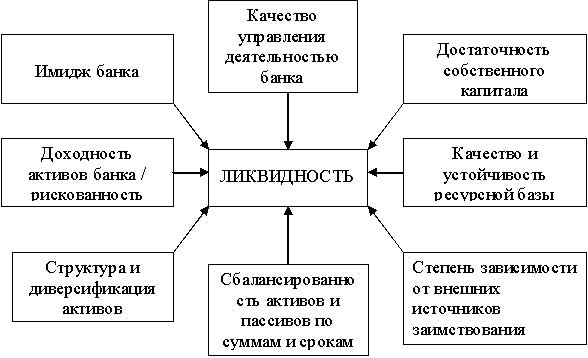 Качество
управления
деятельностью
банка
Имидж банка
Достаточность
собственного
капитала
Доходность
активов банка /
рискованность
ЛИКВИДНОСТЬ
Качество и
устойчивость
ресурсной базы
Структура и
диверсификация
активов
Сбалансированно
сть активов и
пассивов по
суммам и срокам
Степень зависимости
от внешних
источников
заимствования